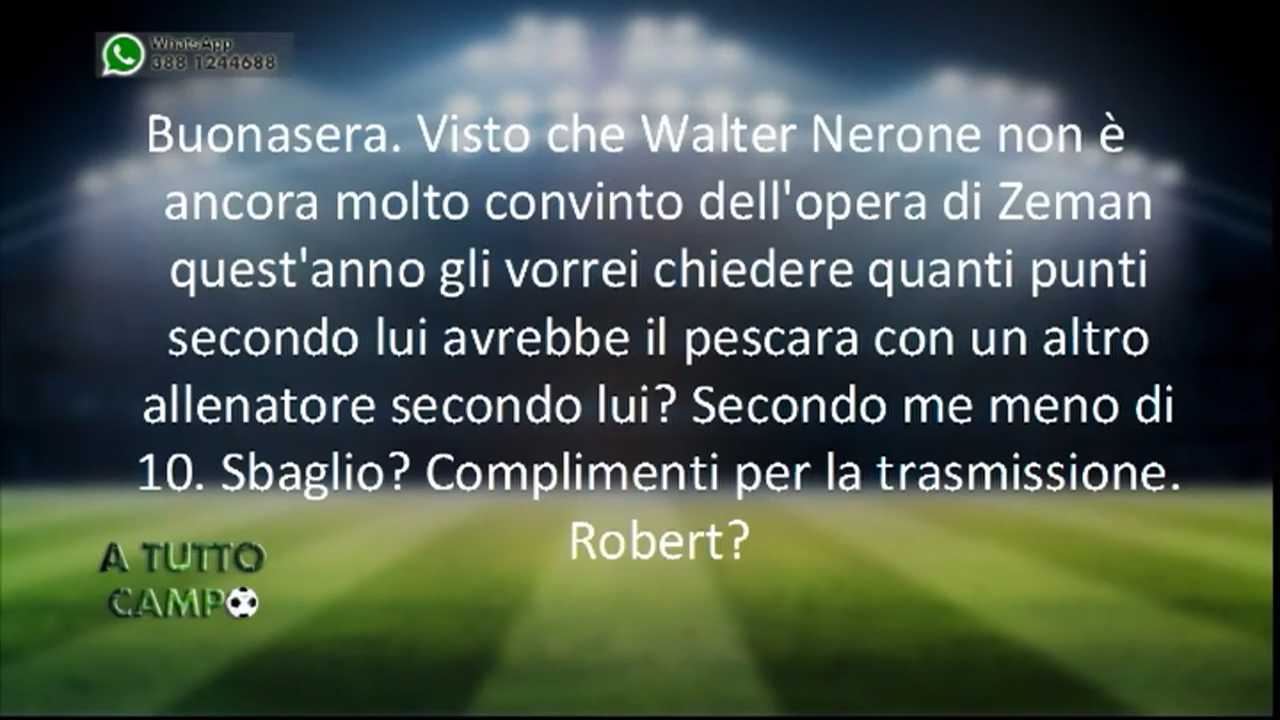 WhatsApp
388 1244688
Buonasera. Visto che Walter Nerone non è
ancora molto convinto dell'opera di Zeman
quest'anno gli vorrei chiedere quanti punti
secondo lui avrebbe il pescara con un altro
allenatore secondo lui? Secondo me meno di
10. Sbaglio? Complimenti per la trasmissione.
Robert?
A TUTTO
CAMPO